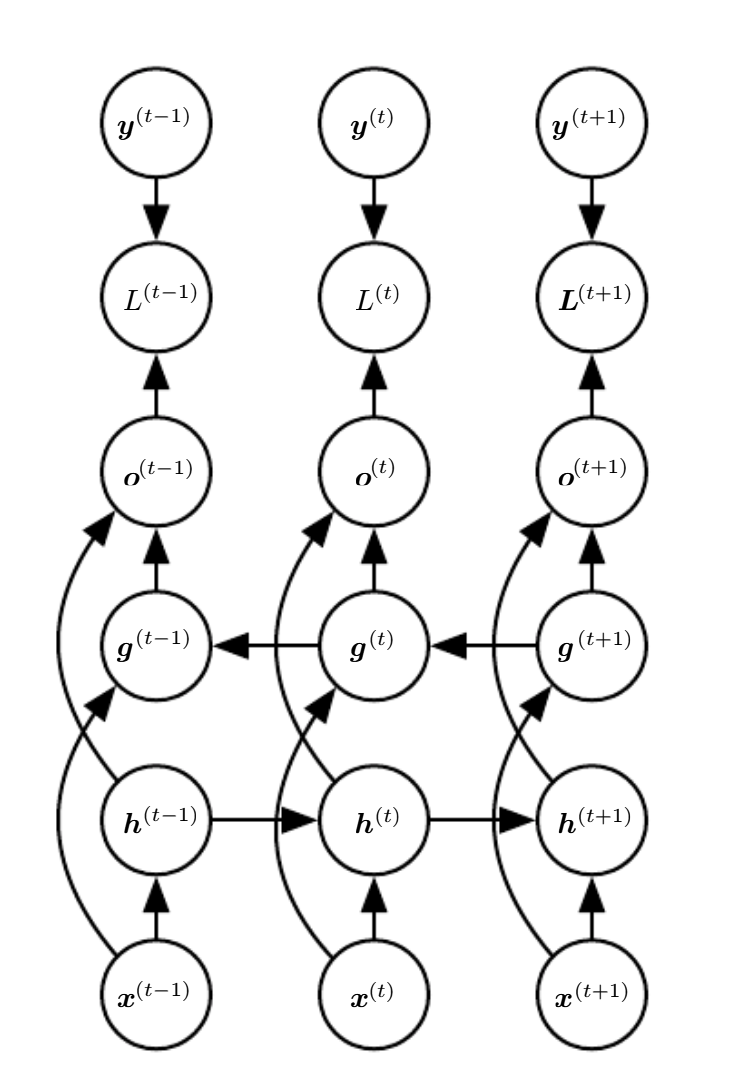 y^(t−1) y^(t) y^(t+1)
L^(t−1) L^(t) L^(t+1)
o^(t−1) o^(t) o^(t+1)
g^(t−1) g^(t) g^(t+1)
h^(t−1) h^(t) h^(t+1)
x^(t−1) x^(t) x^(t+1)